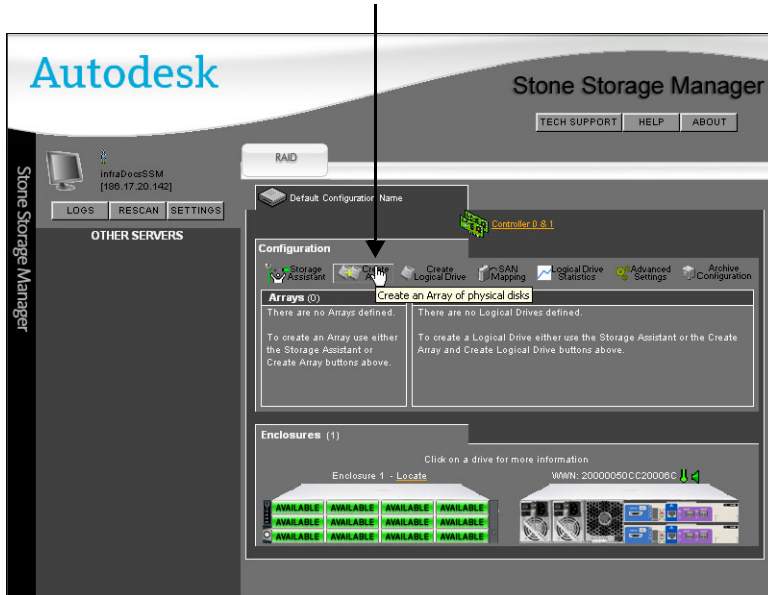 Autodesk
Stone Storage Manager
TECH SUPPORT
HELP
ABOUT
Stone Storage Manager
infraDocsSSM
[186.17.20.142]
LOGS
RESCAN
SETTINGS
OTHER SERVERS
RAID
Default Configuration Name
Controller 0 & 1
Configuration
Storage Assistant
Create
Create Logical Drive
SAN Mapping
Logical Drive Statistics
Advanced Settings
Archive Configuration
Create an Array of physical disks
Arrays (0)
There are no Arrays defined.
To create an Array use either
the Storage Assistant or
Create Array buttons above.
There are no Logical Drives defined.
To create a Logical Drive either use the Storage Assistant or the Create
Array and Create Logical Drive buttons above.
Enclosures (1)
Click on a drive for more information
Enclosure 1 - Locate
WWN: 20000050CC20006C
AVAILABLE AVAILABLE AVAILABLE AVAILABLE
AVAILABLE AVAILABLE AVAILABLE AVAILABLE
AVAILABLE AVAILABLE AVAILABLE AVAILABLE